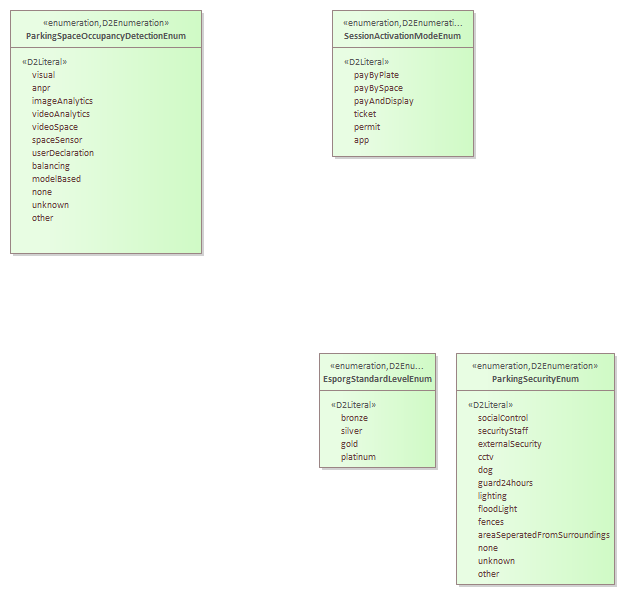 «enumeration,D2Enumeration»
ParkingSpaceOccupancyDetectionEnum
«D2Literal»
visual
anpr
imageAnalytics
videoAnalytics
videoSpace
spaceSensor
userDeclaration
balancing
modelBased
none
unknown
other
«enumeration,D2Enumerati...
SessionActivationModeEnum
«D2Literal»
payByPlate
payBySpace
payAndDisplay
ticket
permit
app
«enumeration,D2Enu...
EsporgStandardLevelEnum
«D2Literal»
bronze
silver
gold
platinum
«enumeration,D2Enumeration»
ParkingSecurityEnum
«D2Literal»
socialControl
securityStaff
externalSecurity
cctv
dog
guard24hours
lighting
floodLight
fences
areaSeperatedFromSurroundings
none
unknown
other